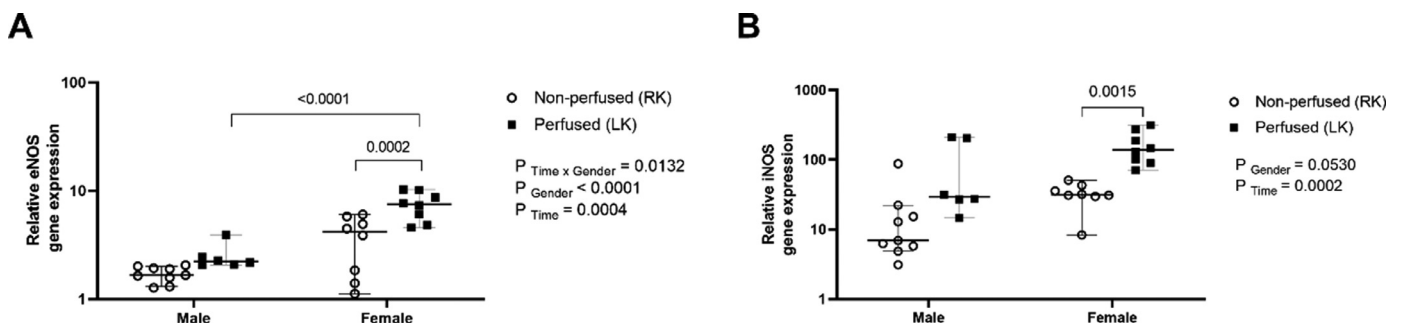 A
Relative eNOS
gene expression
100
10
1
<0.0001
0.0002
Male
Female
Non-perfused (RK)
Perfused (LK)
P Time x Gender = 0.0132
P Gender < 0.0001
P Time = 0.0004
B
Relative iNOS
gene expression
1000
100
10
1
0.0015
Male
Female
Non-perfused (RK)
Perfused (LK)
P Gender = 0.0530
P Time = 0.0002